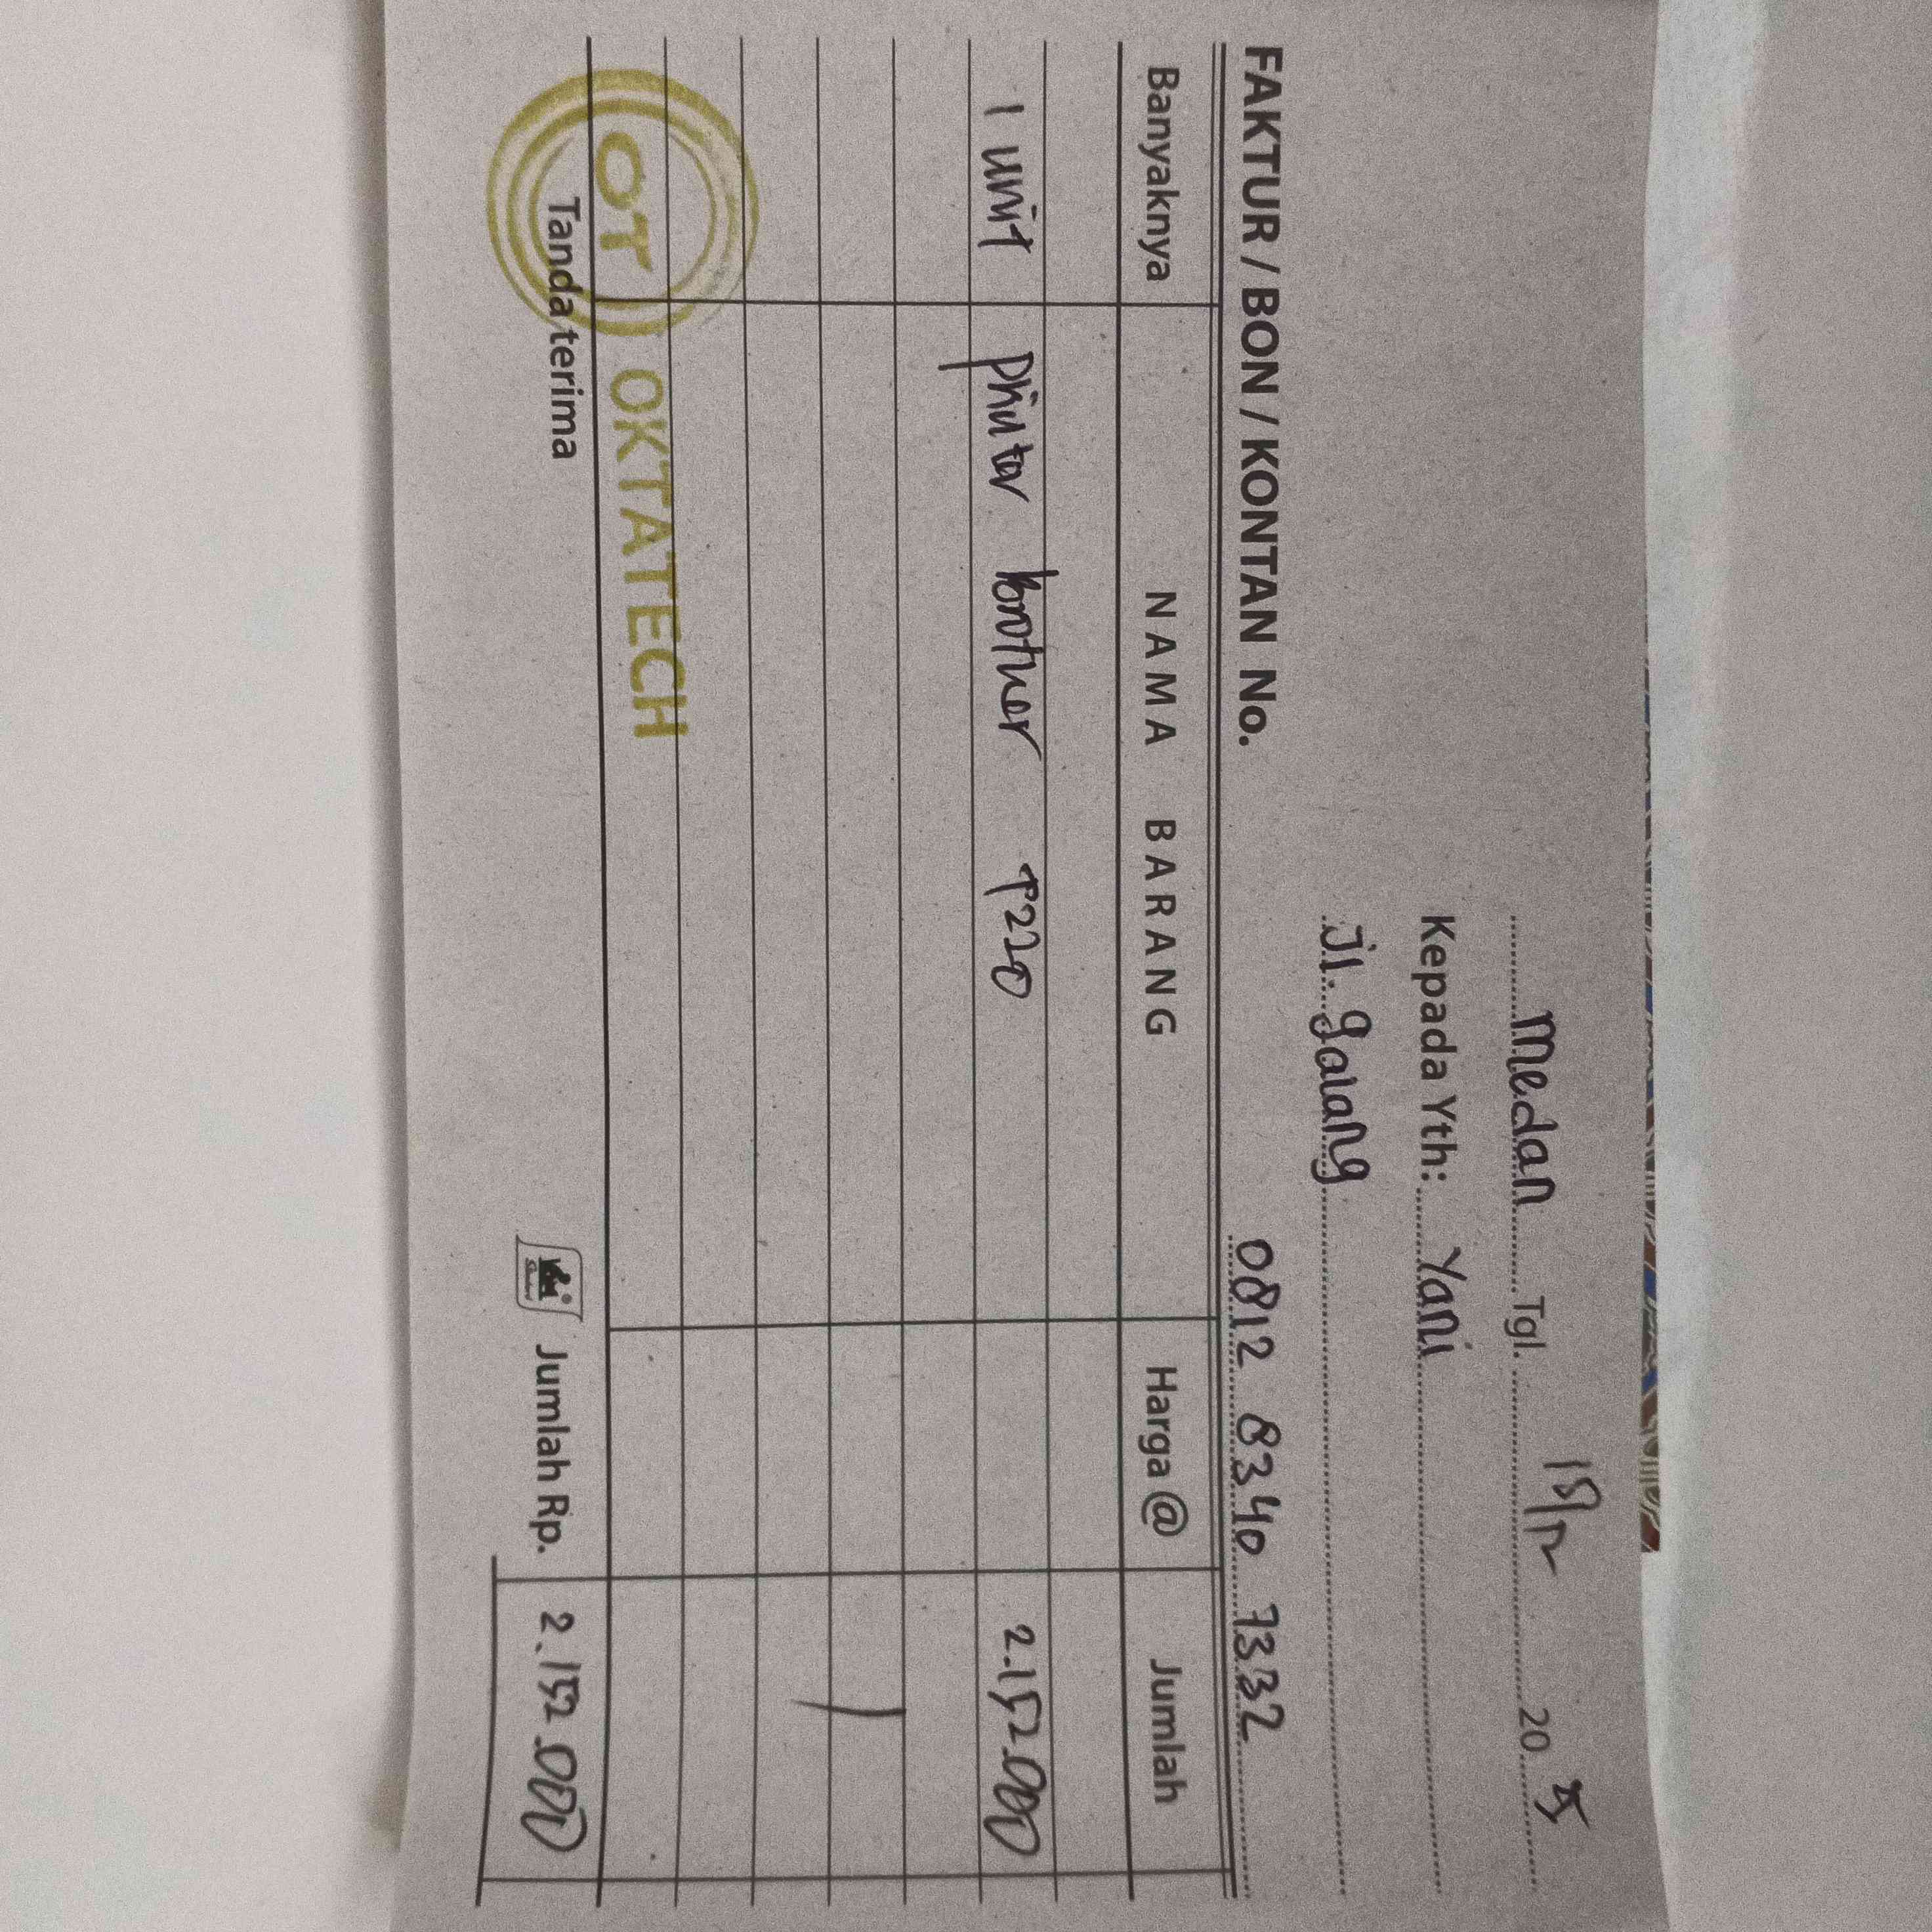 Medan Tgl. 15/12 20 25
Kepada Yth: Yani
Jl. galang
FAKTUR / BON / KONTAN No. 0812 8340 7332
Banyaknya NAMA BARANG Harga @ Jumlah
1 unit printer brother T220 2.152.000
OT OKTATECH
Tanda terima Jumlah Rp. 2.152.000